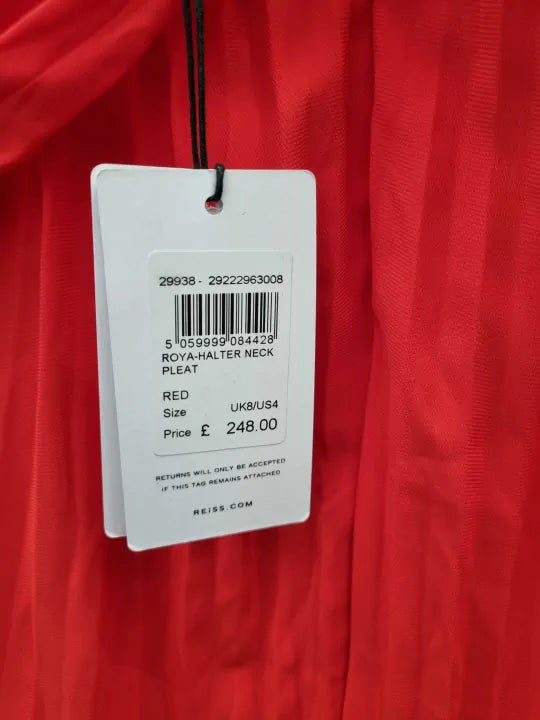 29938 - 29222963008
5 059999 084428
ROYA-HALTER NECK
PLEAT
RED
Size UK8/US4
Price £ 248.00
RETURNS WILL ONLY BE ACCEPTED
IF THIS TAG REMAINS ATTACHED
REISS.COM